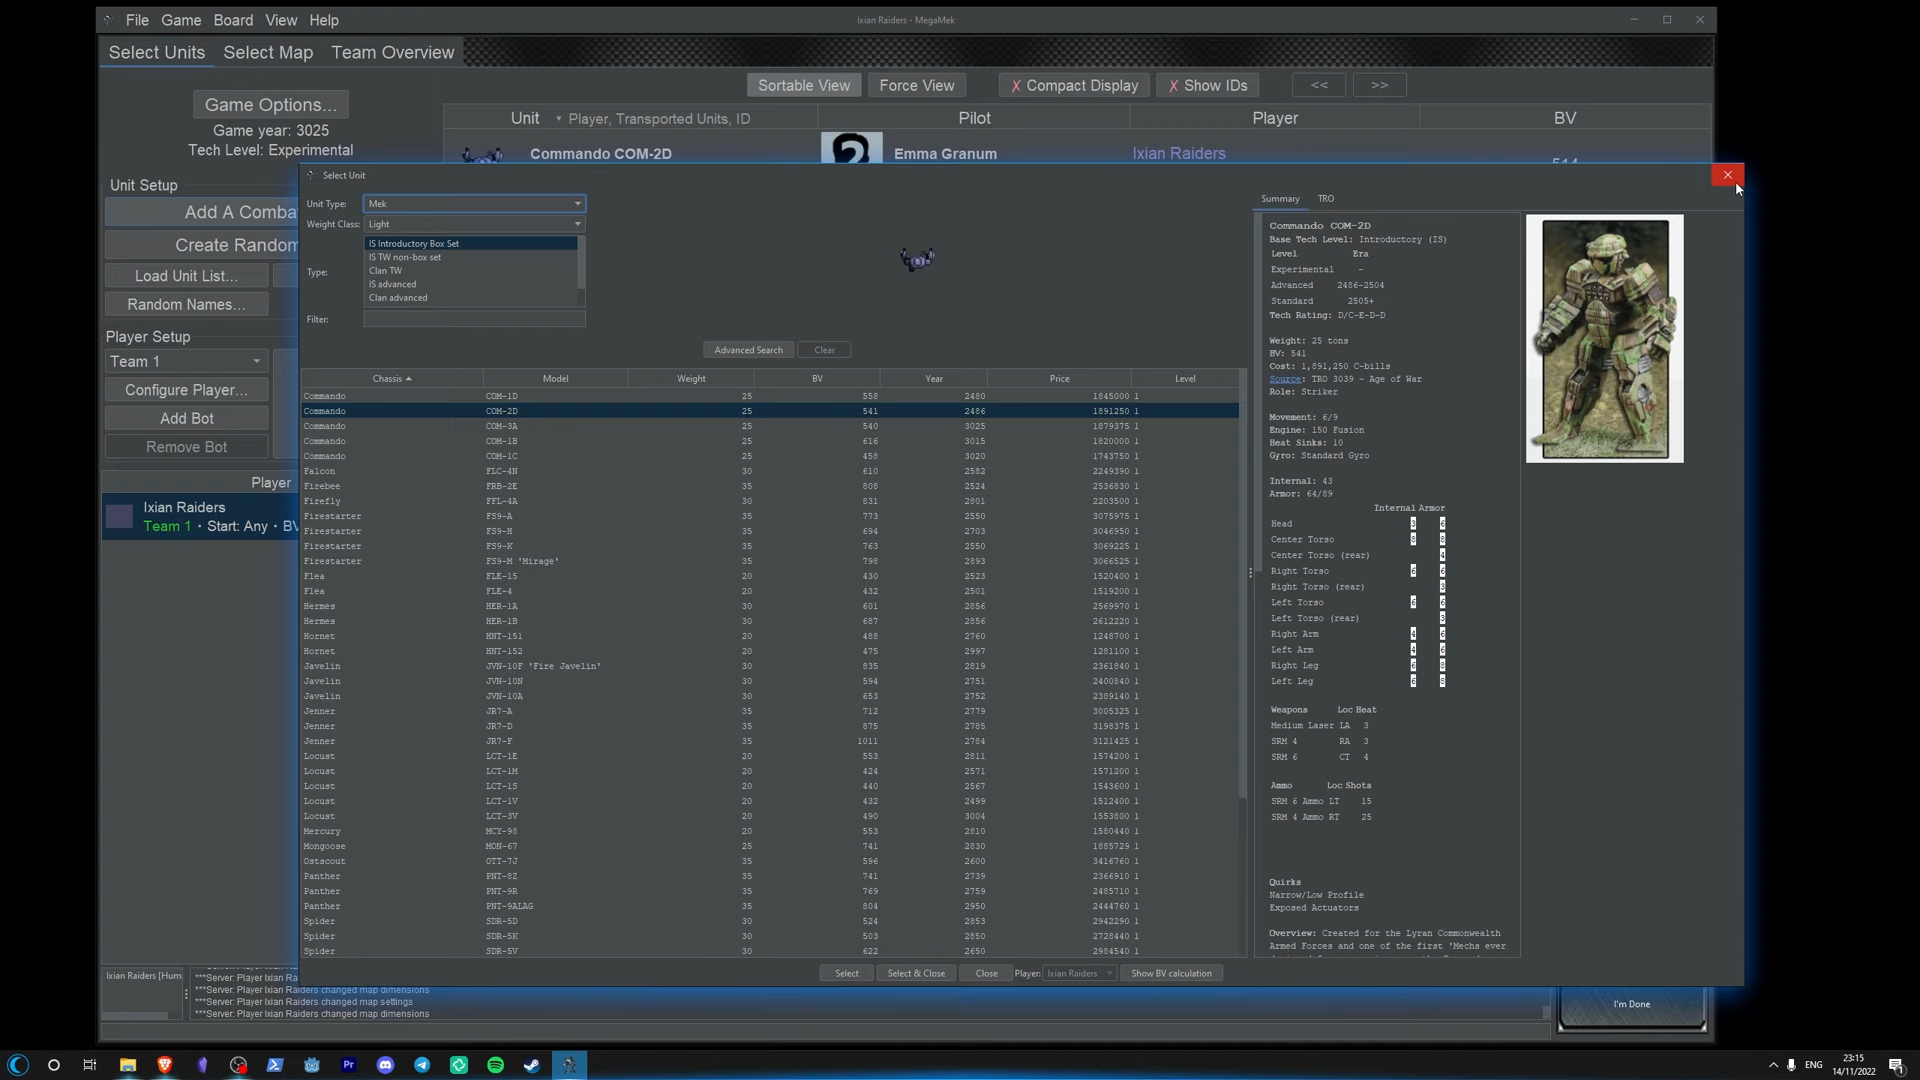 File Game Board View Help
Ixian Raiders - MegaMek
Select Units Select Map Team Overview
Sortable View Force View ✗ Compact Display ✗ Show IDs << >>
Game Options...
Game year: 3025
Tech Level: Experimental
Unit • Player, Transported Units, ID Pilot Player BV
Commando COM-2D 2 Emma Granum Ixian Raiders 514
Unit Setup
Add A Comba
Create Random
Load Unit List...
Random Names...
Player Setup
Team 1
Configure Player...
Add Bot
Remove Bot
Player
Ixian Raiders
Team 1 • Start: Any • BV
Select Unit
Unit Type: Mek
Weight Class: Light
Type:
IS Introductory Box Set
IS TW non-box set
Clan TW
IS advanced
Clan advanced
Filter:
Advanced Search Clear
Chassis Model Weight BV Year Price Level
Commando COM-1D 25 558 2480 1845000 1
Commando COM-2D 25 541 2486 1891250 1
Commando COM-3A 25 540 3025 1879375 1
Commando COM-1B 25 616 3015 1820000 1
Commando COM-1C 25 458 3020 1743750 1
Falcon FLC-4N 30 610 2582 2249390 1
Firebee FRB-2E 35 808 2524 2536830 1
Firefly FFL-4A 30 831 2801 2203500 1
Firestarter FS9-A 35 773 2550 3075975 1
Firestarter FS9-H 35 694 2703 3046950 1
Firestarter FS9-K 35 763 2550 3069225 1
Firestarter FS9-M 'Mirage' 35 798 2893 3066525 1
Flea FLE-15 20 430 2523 1520400 1
Flea FLE-4 20 432 2501 1519200 1
Hermes HER-1A 30 601 2856 2569970 1
Hermes HER-1B 30 687 2856 2612220 1
Hornet HNT-151 20 488 2760 1248700 1
Hornet HNT-152 20 475 2997 1281100 1
Javelin JVN-10F 'Fire Javelin' 30 835 2819 2361840 1
Javelin JVN-10N 30 594 2751 2400840 1
Javelin JVN-10A 30 653 2752 2389140 1
Jenner JR7-A 35 712 2779 3005325 1
Jenner JR7-D 35 875 2785 3198375 1
Jenner JR7-F 35 1011 2784 3121425 1
Locust LCT-1E 20 553 2811 1574200 1
Locust LCT-1M 20 424 2571 1571200 1
Locust LCT-1S 20 440 2567 1543600 1
Locust LCT-1V 20 432 2499 1512400 1
Locust LCT-3V 20 490 3004 1553800 1
Mercury MCY-98 20 553 2810 1580440 1
Mongoose MON-67 25 741 2830 1885729 1
Ostscout OTT-7J 35 596 2600 3416760 1
Panther PNT-8Z 35 741 2739 2366910 1
Panther PNT-9R 35 769 2759 2485710 1
Panther PNT-9ALAG 35 804 2950 2444760 1
Spider SDR-5D 30 524 2853 2942290 1
Spider SDR-5K 30 503 2850 2728440 1
Spider SDR-5V 30 622 2650 2984540 1
Select Select & Close Close Player: Ixian Raiders Show BV calculation
Summary TRO
Commando COM-2D
Base Tech Level: Introductory (IS)
Level Era
Experimental -
Advanced 2486-2504
Standard 2505+
Tech Rating: D/C-E-D-D
Weight: 25 tons
BV: 541
Cost: 1,891,250 C-bills
Source: TRO 3039 - Age of War
Role: Striker
Movement: 6/9
Engine: 150 Fusion
Heat Sinks: 10
Gyro: Standard Gyro
Internal: 43
Armor: 64/89
Internal Armor
Head 3 6
Center Torso 8 8
Center Torso (rear) 4
Right Torso 6 6
Right Torso (rear) 3
Left Torso 6 6
Left Torso (rear) 3
Right Arm 4 6
Left Arm 4 6
Right Leg 6 8
Left Leg 6 8
Weapons Loc Heat
Medium Laser LA 3
SRM 4 RA 3
SRM 6 CT 4
Ammo Loc Shots
SRM 6 Ammo LT 15
SRM 4 Ammo RT 25
Quirks
Narrow/Low Profile
Exposed Actuators
Overview: Created for the Lyran Commonwealth
Armed Forces and one of the first 'Mechs ever
Ixian Raiders [Hum
***Server: Player Ixian Ra
***Server: Player Ixian Raiders changed map dimensions
***Server: Player Ixian Raiders changed map settings
***Server: Player Ixian Raiders changed map dimensions
I'm Done
Pr
ENG
23:15
14/11/2022